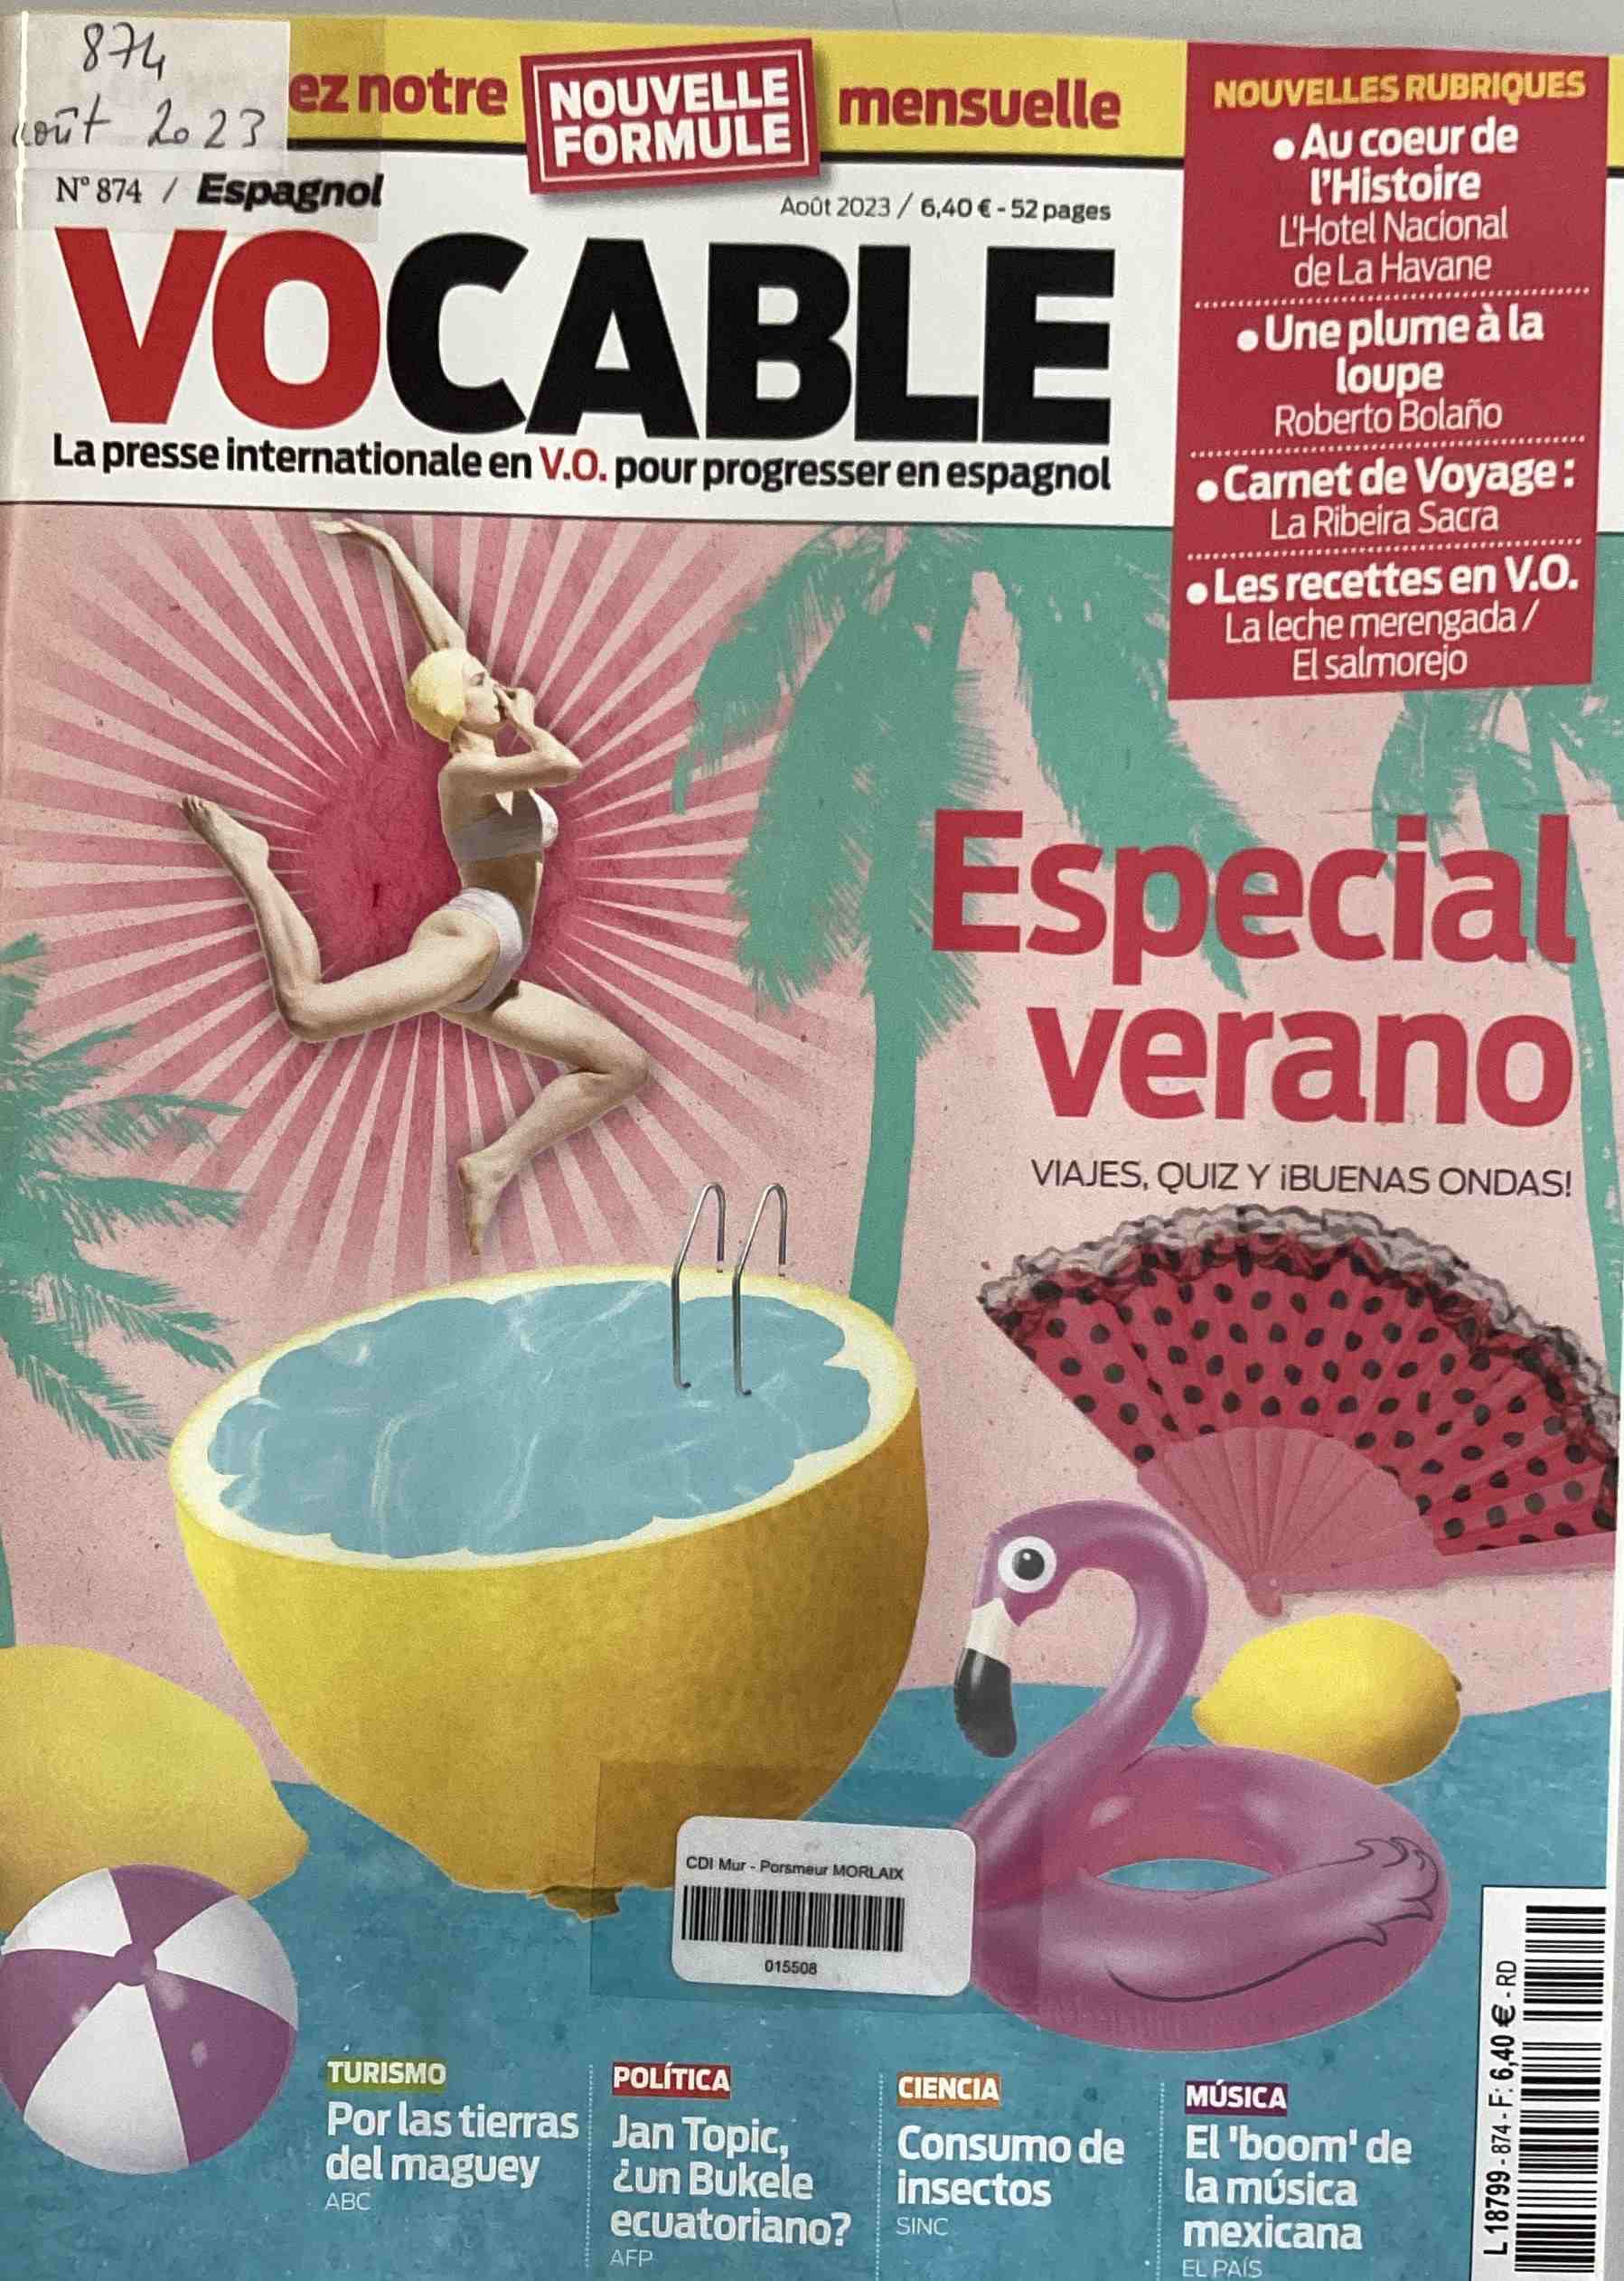 874
août 2023
ez notre
NOUVELLE
FORMULE
mensuelle
N° 874 / Espagnol
Août 2023 / 6,40 € - 52 pages
VOCABLE
La presse internationale en V.O. pour progresser en espagnol
NOUVELLES RUBRIQUES
• Au coeur de
l'Histoire
L'Hotel Nacional
de La Havane
• Une plume à la
loupe
Roberto Bolaño
• Carnet de Voyage :
La Ribeira Sacra
• Les recettes en V.O.
La leche merengada /
El salmorejo
Especial
verano
VIAJES, QUIZ Y ¡BUENAS ONDAS!
CDI Mur - Porsmeur MORLAIX
015508
TURISMO
Por las tierras
del maguey
ABC
POLÍTICA
Jan Topic,
¿un Bukele
ecuatoriano?
AFP
CIENCIA
Consumo de
insectos
SINC
MÚSICA
El 'boom' de
la música
mexicana
EL PAÍS
L 18799 - 874 - F: 6,40 € - RD